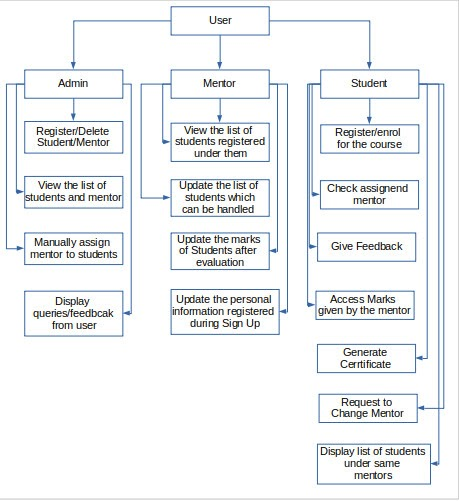 User
Admin
Mentor
Student
Register/Delete
Student/Mentor
View the list of
students and mentor
Manually assign
mentor to students
Display
queries/feedbcak
from user
View the list of
students registered
under them
Update the list of
students which
can be handled
Update the marks
of Students after
evaluation
Update the personal
information registered
during Sign Up
Register/enrol
for the course
Check assignend
mentor
Give Feedback
Access Marks
given by the mentor
Generate
Cerrtificate
Request to
Change Mentor
Display list of students
under same
mentors